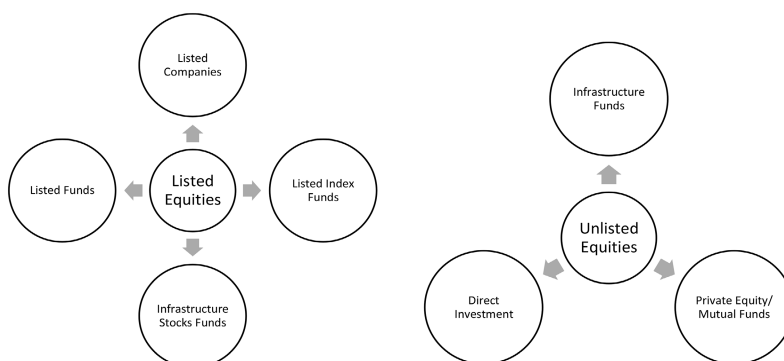 Listed
Companies
Listed Funds
Listed
Equities
Listed Index
Funds
Infrastructure
Stocks Funds
Infrastructure
Funds
Unlisted
Equities
Direct
Investment
Private Equity/
Mutual Funds